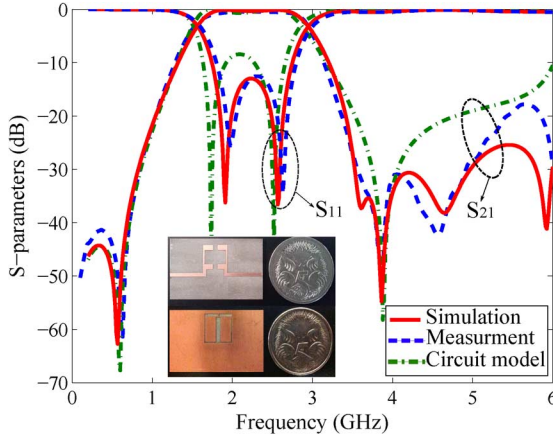 0
−10
−20
−30
−40
−50
−60
−70
S-parameters (dB)
0
1
2
3
4
5
6
Frequency (GHz)
S11
S21
Simulation
Measurment
Circuit model